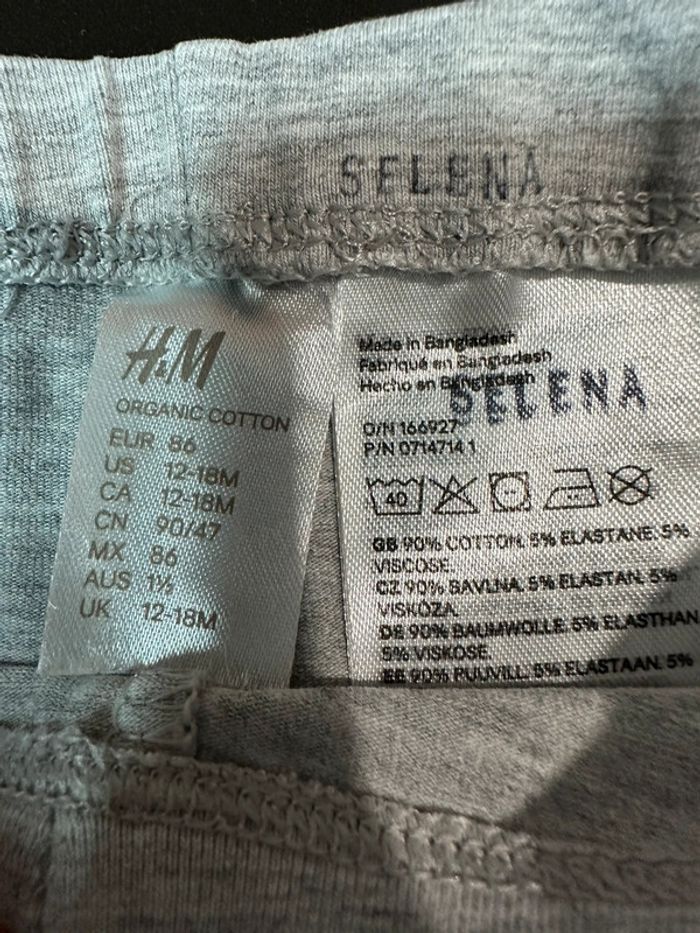 SELENA
H&M
ORGANIC COTTON
EUR 86
US 12-18M
CA 12-18M
CN 90/47
MX 86
AUS 1½
UK 12-18M
Made in Bangladesh
Fabriqué en Bangladesh
Hecho en Bangladesh
SELENA
O/N 166927
P/N 0714714 1
40
GB 90% COTTON. 5% ELASTANE. 5%
VISCOSE.
CZ 90% BAVLNA. 5% ELASTAN. 5%
VISKÓZA.
DE 90% BAUMWOLLE. 5% ELASTHAN.
5% VISKOSE.
EE 90% PUUVILL. 5% ELASTAAN. 5%